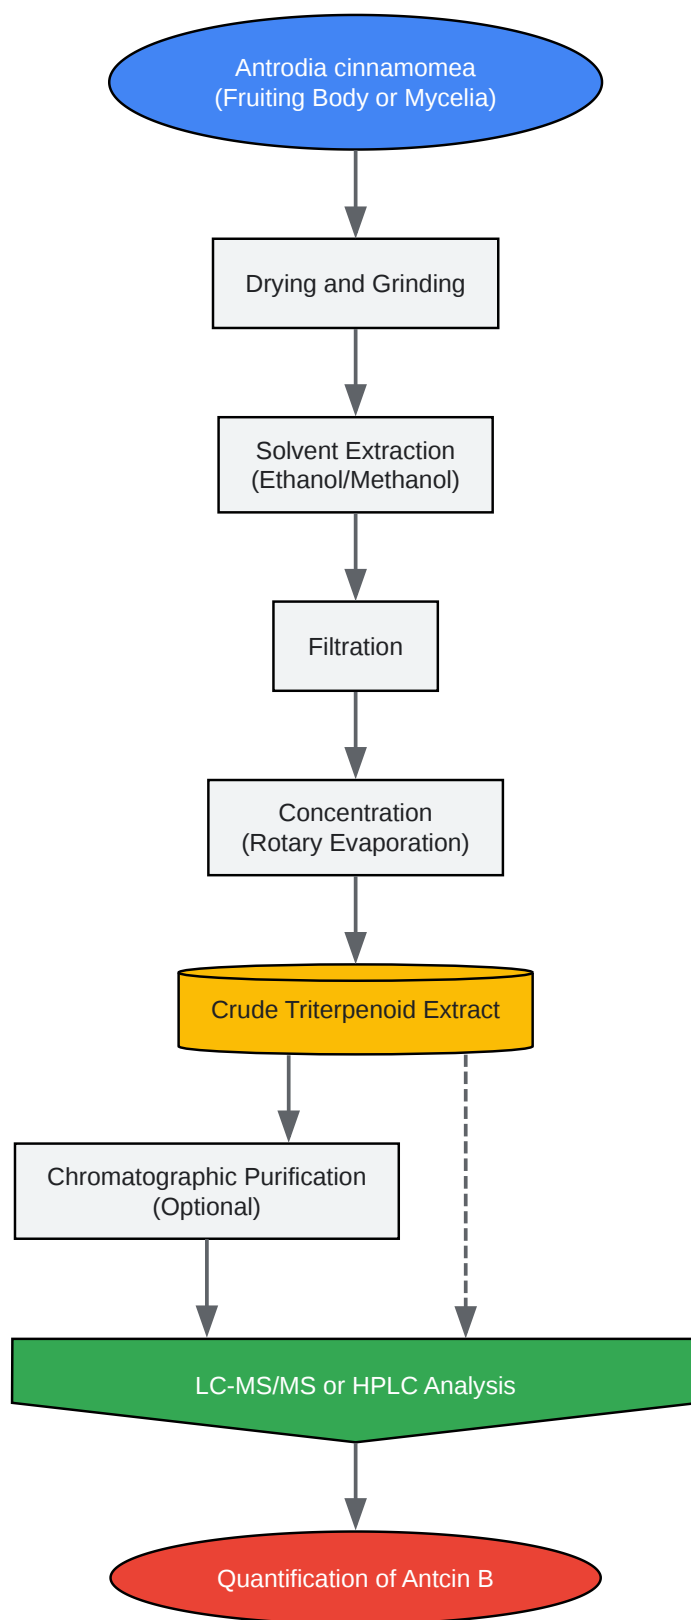 Antrodia cinnamomea
(Fruiting Body or Mycelia)
Drying and Grinding
Solvent Extraction
(Ethanol/Methanol)
Filtration
Concentration
(Rotary Evaporation)
Crude Triterpenoid Extract
Chromatographic Purification
(Optional)
LC-MS/MS or HPLC Analysis
Quantification of Antcin B